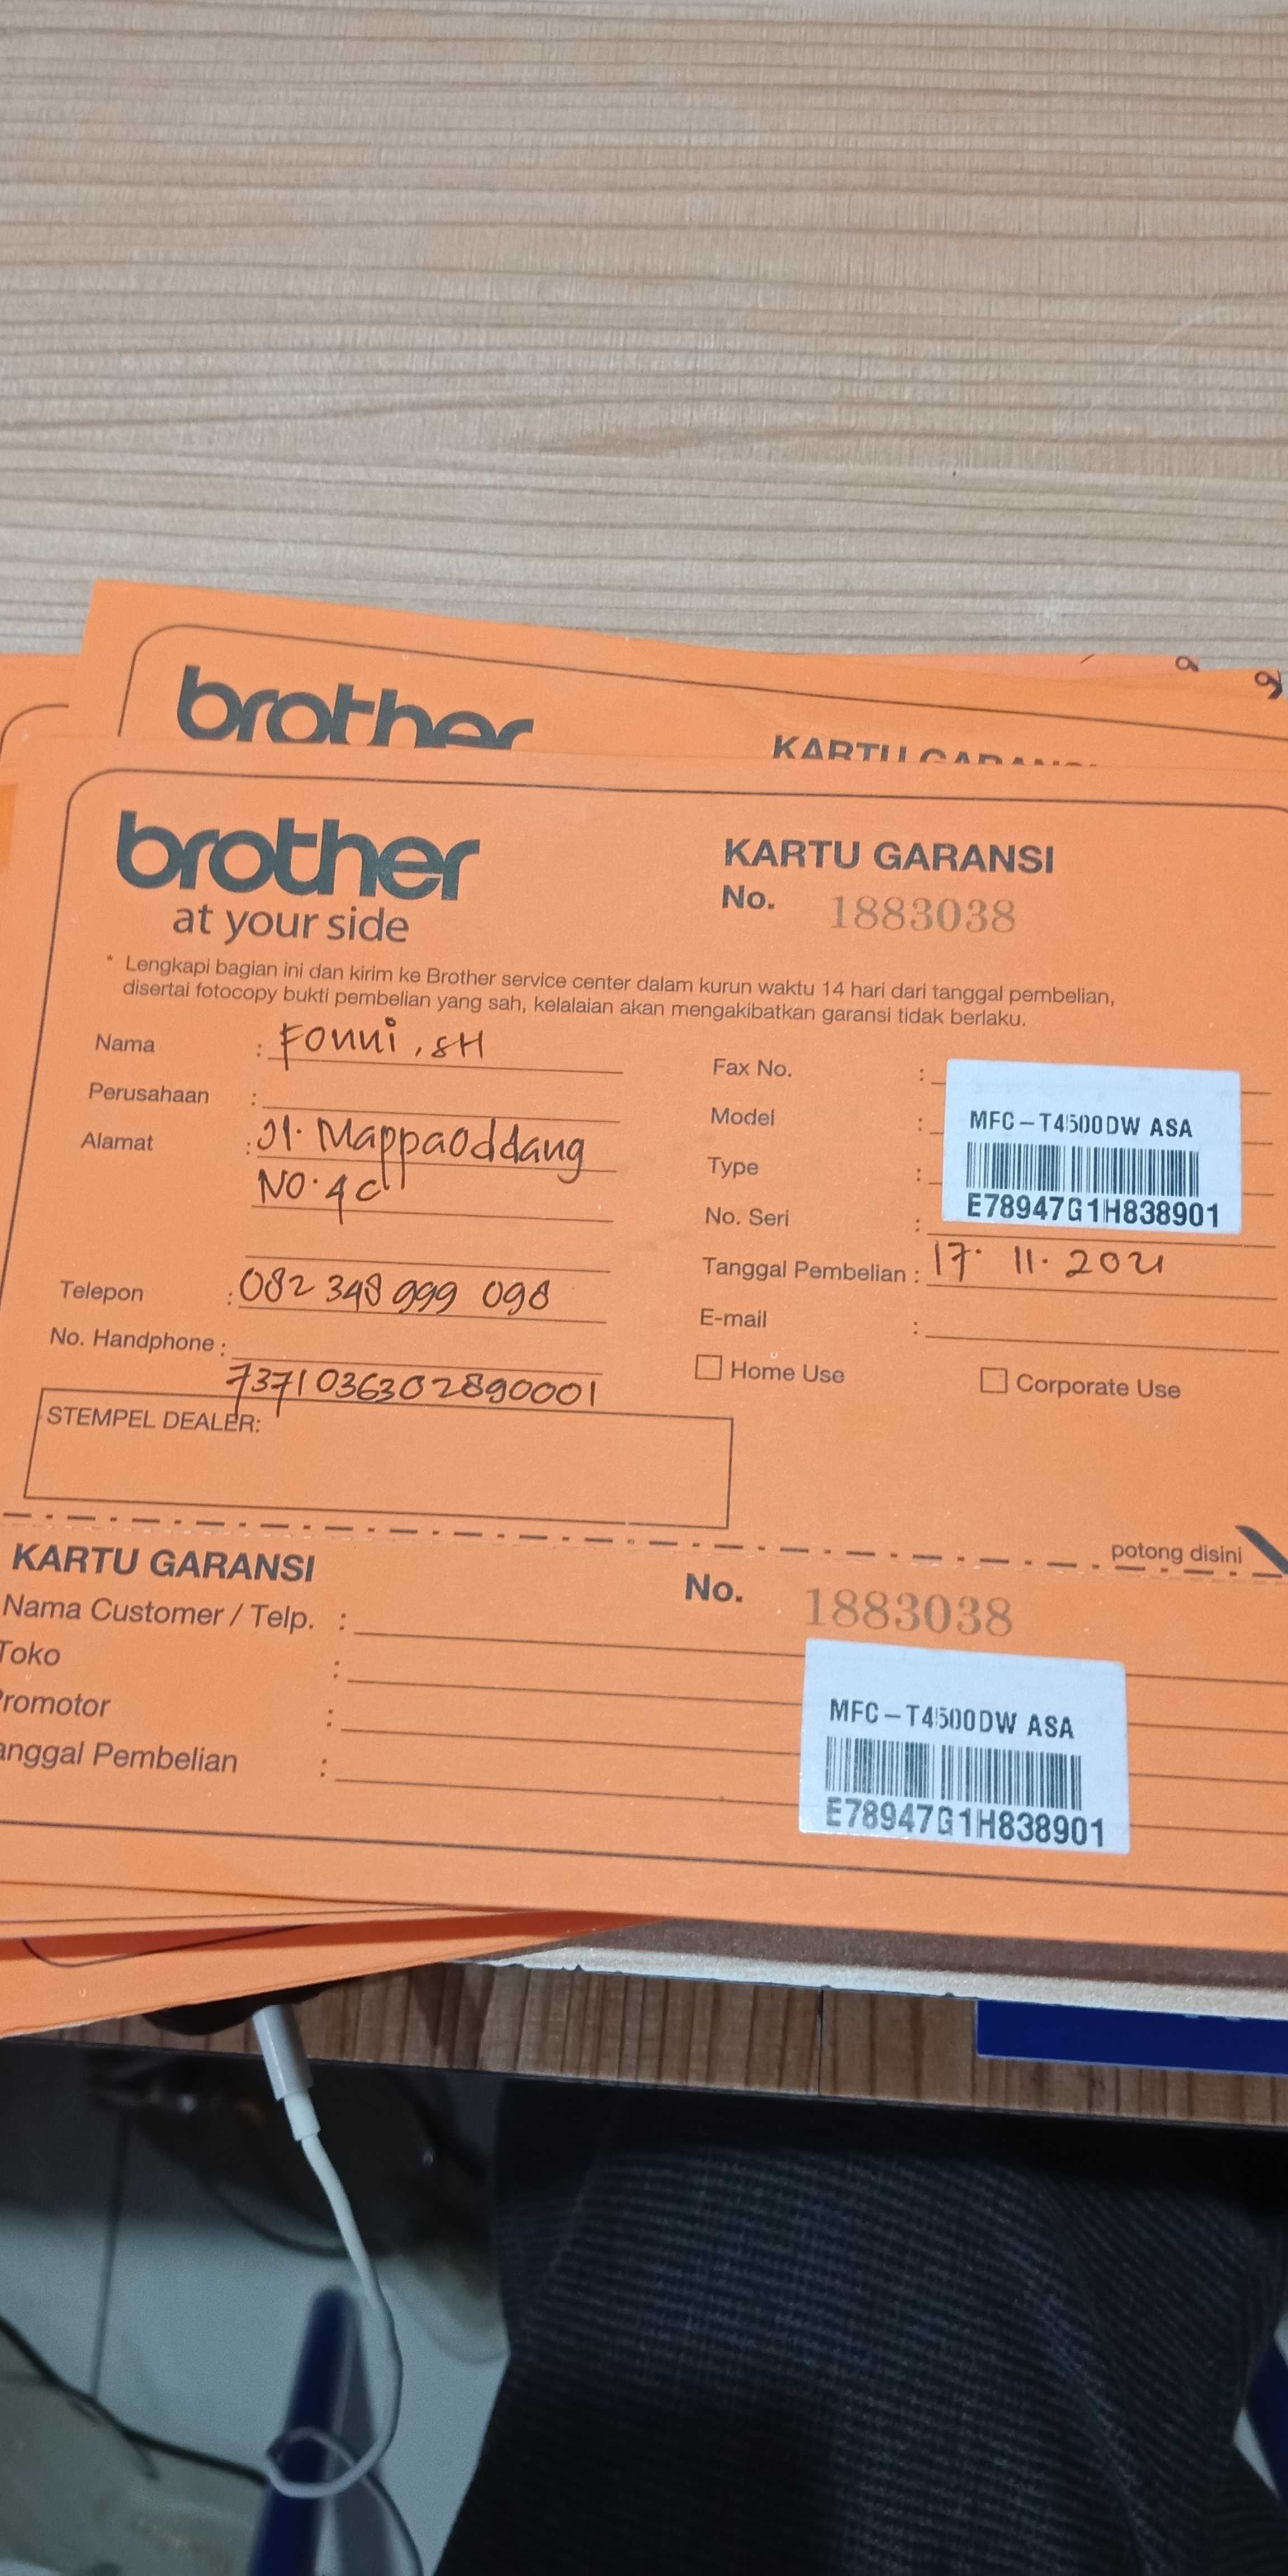 brother
KARTU GARANSI
brother
at your side
KARTU GARANSI
No. 1883038
* Lengkapi bagian ini dan kirim ke Brother service center dalam kurun waktu 14 hari dari tanggal pembelian,
disertai fotocopy bukti pembelian yang sah, kelalaian akan mengakibatkan garansi tidak berlaku.
Nama : Fonni, SH
Perusahaan :
Alamat : Jl. Mappaoddang
No. 4C
Telepon : 082 348 999 098
No. Handphone :
7371036302890001
STEMPEL DEALER:
Fax No. :
Model :
Type :
No. Seri :
MFC-T4500DW ASA
E78947G1H838901
Tanggal Pembelian : 17. 11. 2021
E-mail :
Home Use
Corporate Use
potong disini
KARTU GARANSI
No. 1883038
Nama Customer / Telp. :
Toko :
romotor :
anggal Pembelian :
MFC-T4500DW ASA
E78947G1H838901